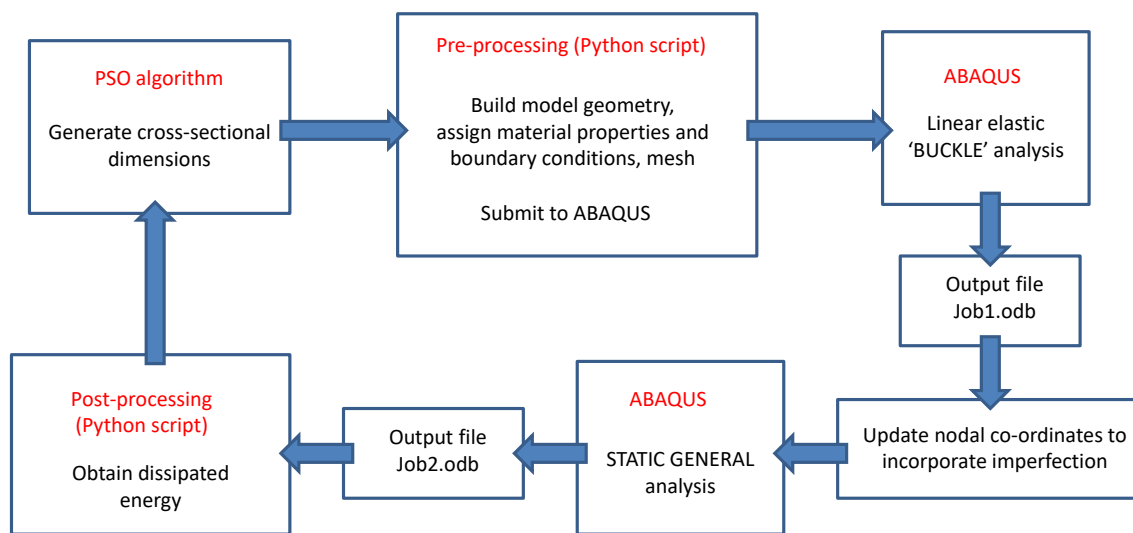 PSO algorithm
Generate cross-sectional
dimensions
Pre-processing (Python script)
Build model geometry,
assign material properties and
boundary conditions, mesh
Submit to ABAQUS
ABAQUS
Linear elastic
‘BUCKLE’ analysis
Output file
Job1.odb
Update nodal co-ordinates to
incorporate imperfection
ABAQUS
STATIC GENERAL
analysis
Output file
Job2.odb
Post-processing
(Python script)
Obtain dissipated
energy